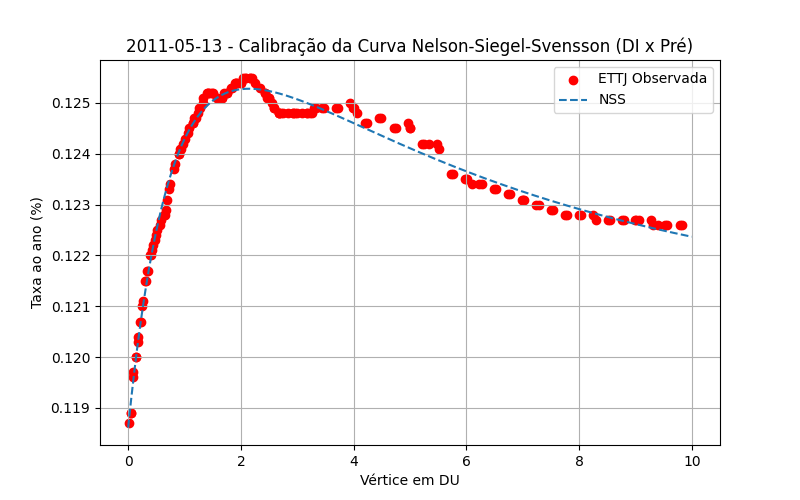 2011-05-13 - Calibração da Curva Nelson-Siegel-Svensson (DI x Pré)
ETTJ Observada
NSS
Taxa ao ano (%)
0.125
0.124
0.123
0.122
0.121
0.120
0.119
0 2 4 6 8 10
Vértice em DU